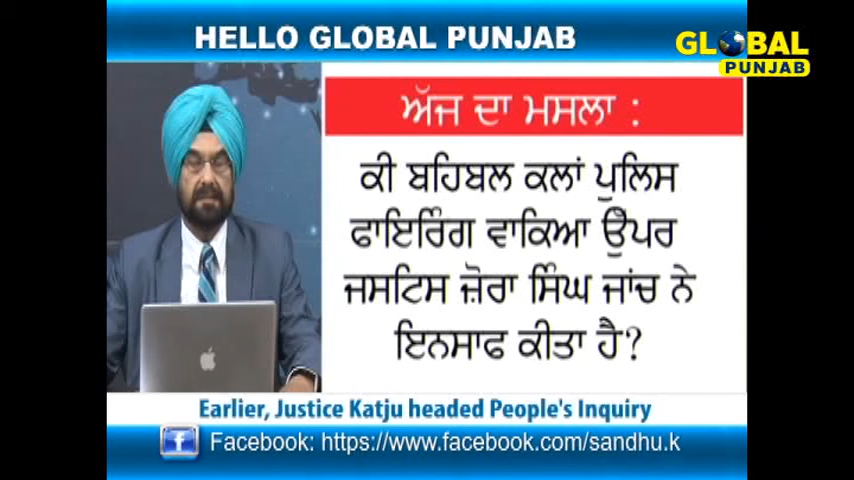 HELLO GLOBAL PUNJAB
GLOBAL
PUNJAB
ਅੱਜ ਦਾ ਮਸਲਾ :
ਕੀ ਬਹਿਬਲ ਕਲਾਂ ਪੁਲਿਸ
ਫਾਇਰਿੰਗ ਵਾਕਿਆ ਉੱਪਰ
ਜਸਟਿਸ ਜ਼ੋਰਾ ਸਿੰਘ ਜਾਂਚ ਨੇ
ਇਨਸਾਫ ਕੀਤਾ ਹੈ?
Earlier, Justice Katju headed People's Inquiry
Facebook: https://www.facebook.com/sandhu.k